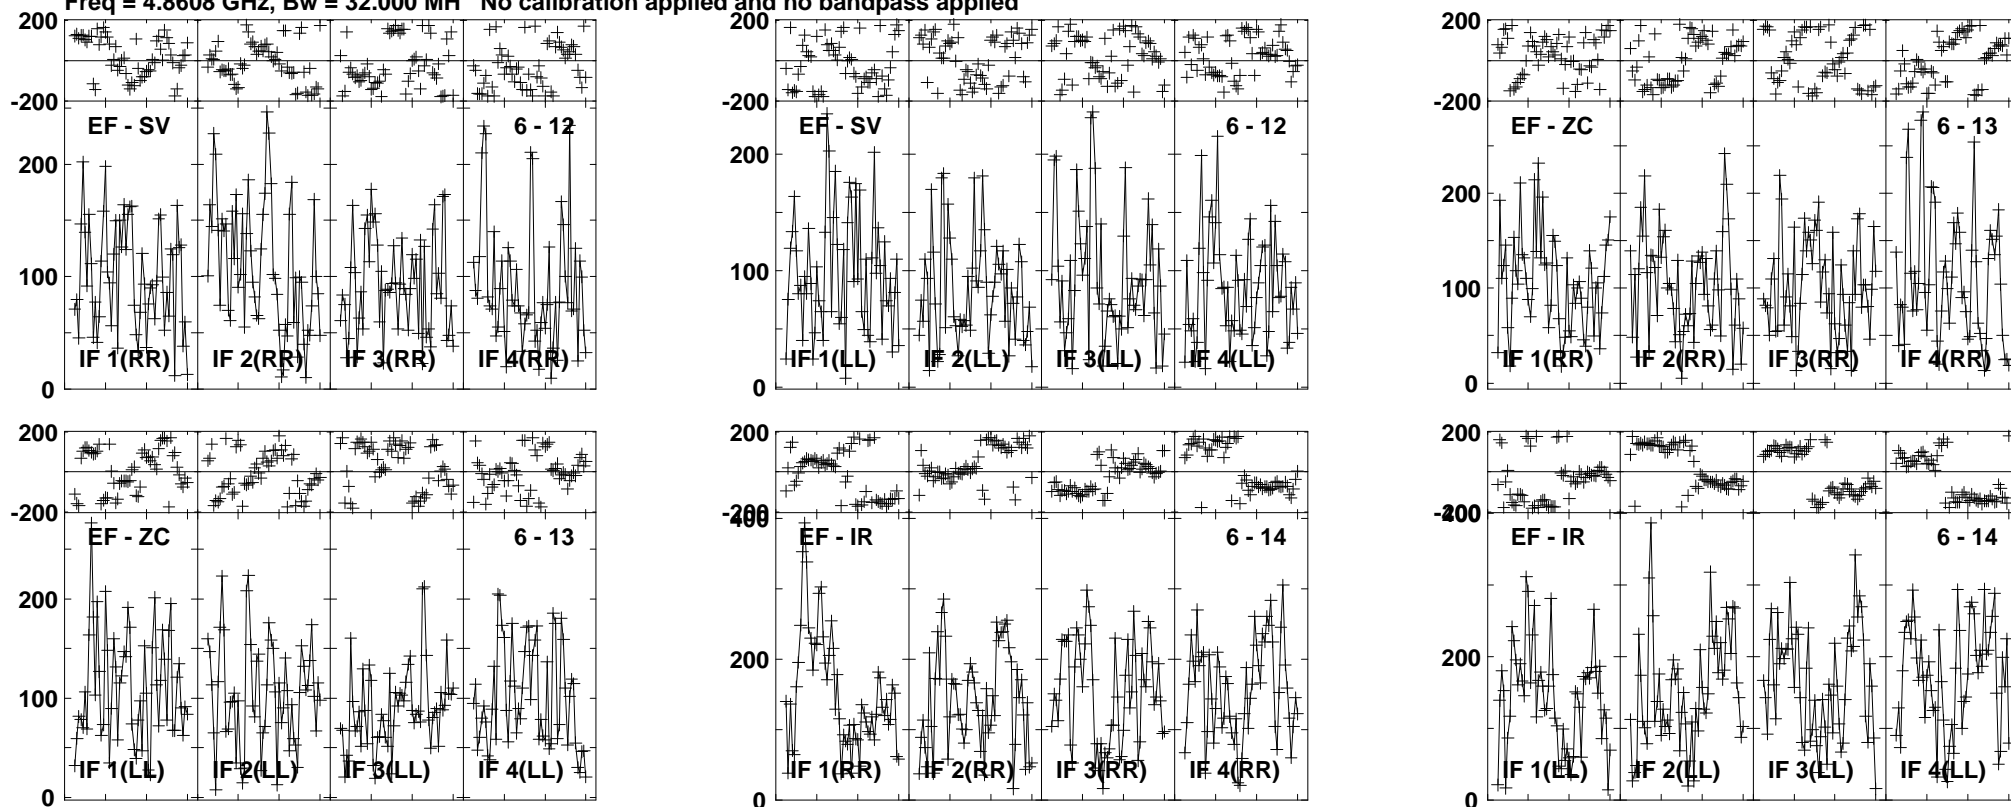 Freq = 4.8608 GHz, Bw = 32.000 MH No calibration applied and no bandpass applied
200
-200
EF - SV 6 - 12
200
100
0
IF 1(RR) IF 2(RR) IF 3(RR) IF 4(RR)
200
-200
EF - SV 6 - 12
200
100
0
IF 1(LL) IF 2(LL) IF 3(LL) IF 4(LL)
200
-200
EF - ZC 6 - 13
200
100
0
IF 1(RR) IF 2(RR) IF 3(RR) IF 4(RR)
200
-200
EF - ZC 6 - 13
200
100
0
IF 1(LL) IF 2(LL) IF 3(LL) IF 4(LL)
200
-200
400
EF - IR 6 - 14
200
0
IF 1(RR) IF 2(RR) IF 3(RR) IF 4(RR)
200
-200
400
EF - IR 6 - 14
200
0
IF 1(LL) IF 2(LL) IF 3(LL) IF 4(LL)